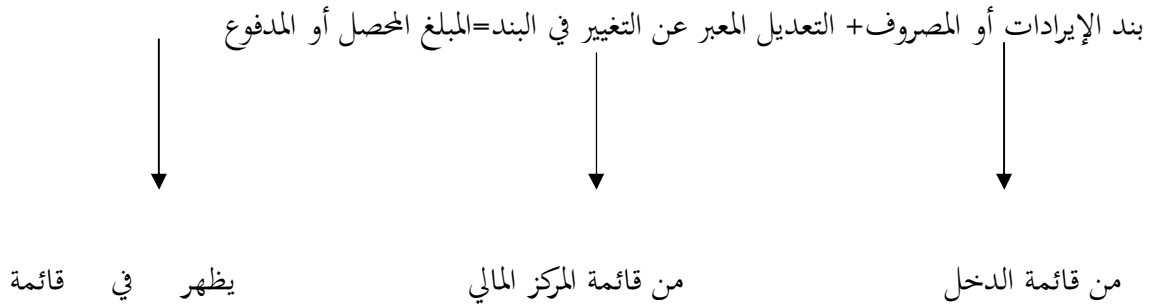 بند الإيرادات أو المصروف+ التعديل المعبر عن التغيير في البند=المبلغ المحصل أو المدفوع
من قائمة الدخل من قائمة المركز المالي يظهر في قائمة